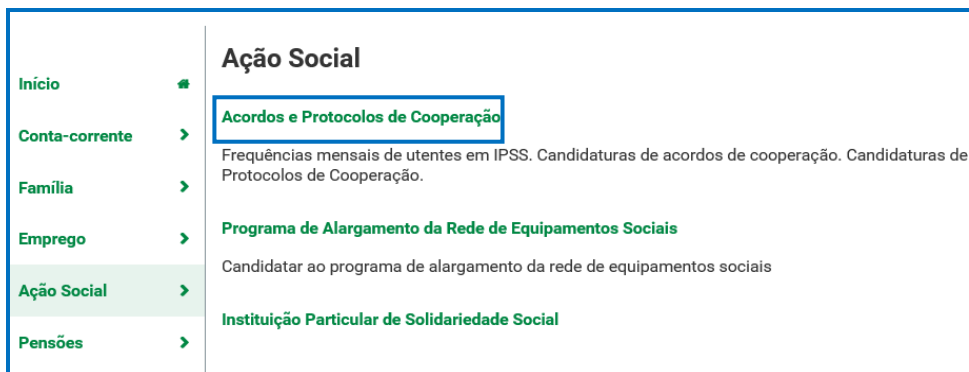 Início
Conta-corrente
Família
Emprego
Ação Social
Pensões
Ação Social
Acordos e Protocolos de Cooperação
Frequências mensais de utentes em IPSS. Candidaturas de acordos de cooperação. Candidaturas de
Protocolos de Cooperação.
Programa de Alargamento da Rede de Equipamentos Sociais
Candidatar ao programa de alargamento da rede de equipamentos sociais
Instituição Particular de Solidariedade Social